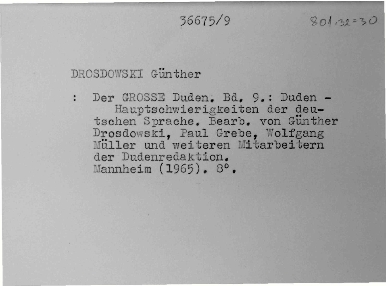 36675/9
801.32=30
DROSDOWSKI Günther
: Der GROSSE Duden. Bd. 9.: Duden -
Hauptschwierigkeiten der deu-
tschen Sprache. Bearb. von Günther
Drosdowski, Paul Grebe, Wolfgang
Müller und weiteren Mitarbeitern
der Dudenredaktion.
Mannheim (1965). 8°.